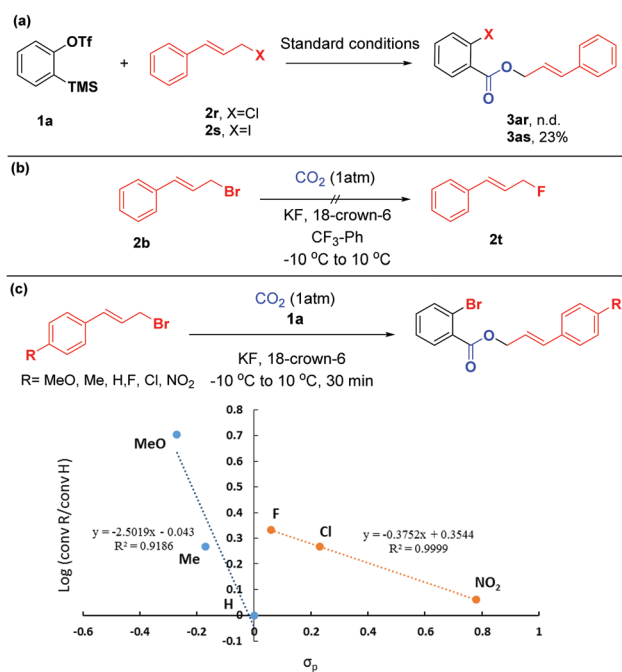 (a)
OTf
TMS
1a
+
X
2r, X=Cl
2s, X=I
Standard conditions
X
O
O
3ar, n.d.
3as, 23%
(b)
Br
2b
CO2 (1atm)
KF, 18-crown-6
CF3-Ph
-10 °C to 10 °C
F
2t
(c)
R
Br
R= MeO, Me, H,F, Cl, NO2
CO2 (1atm)
1a
KF, 18-crown-6
-10 °C to 10 °C, 30 min
Br
O
O
R
Log (conv R/conv H)
0.8
0.7
0.6
0.5
0.4
0.3
0.2
0.1
0
-0.1
MeO
y = -2.5019x - 0.043
R² = 0.9186
Me
H
F
Cl
y = -0.3752x + 0.3544
R² = 0.9999
NO2
-0.6 -0.4 -0.2 0 0.2 0.4 0.6 0.8 1
σp